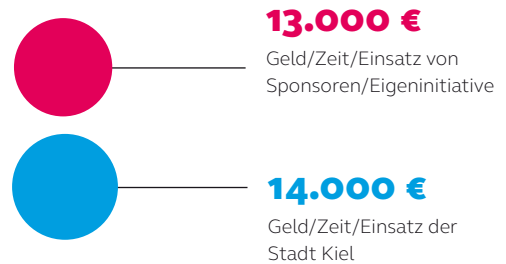 13.000 €
Geld/Zeit/Einsatz von
Sponsoren/Eigeninitiative
14.000 €
Geld/Zeit/Einsatz der
Stadt Kiel